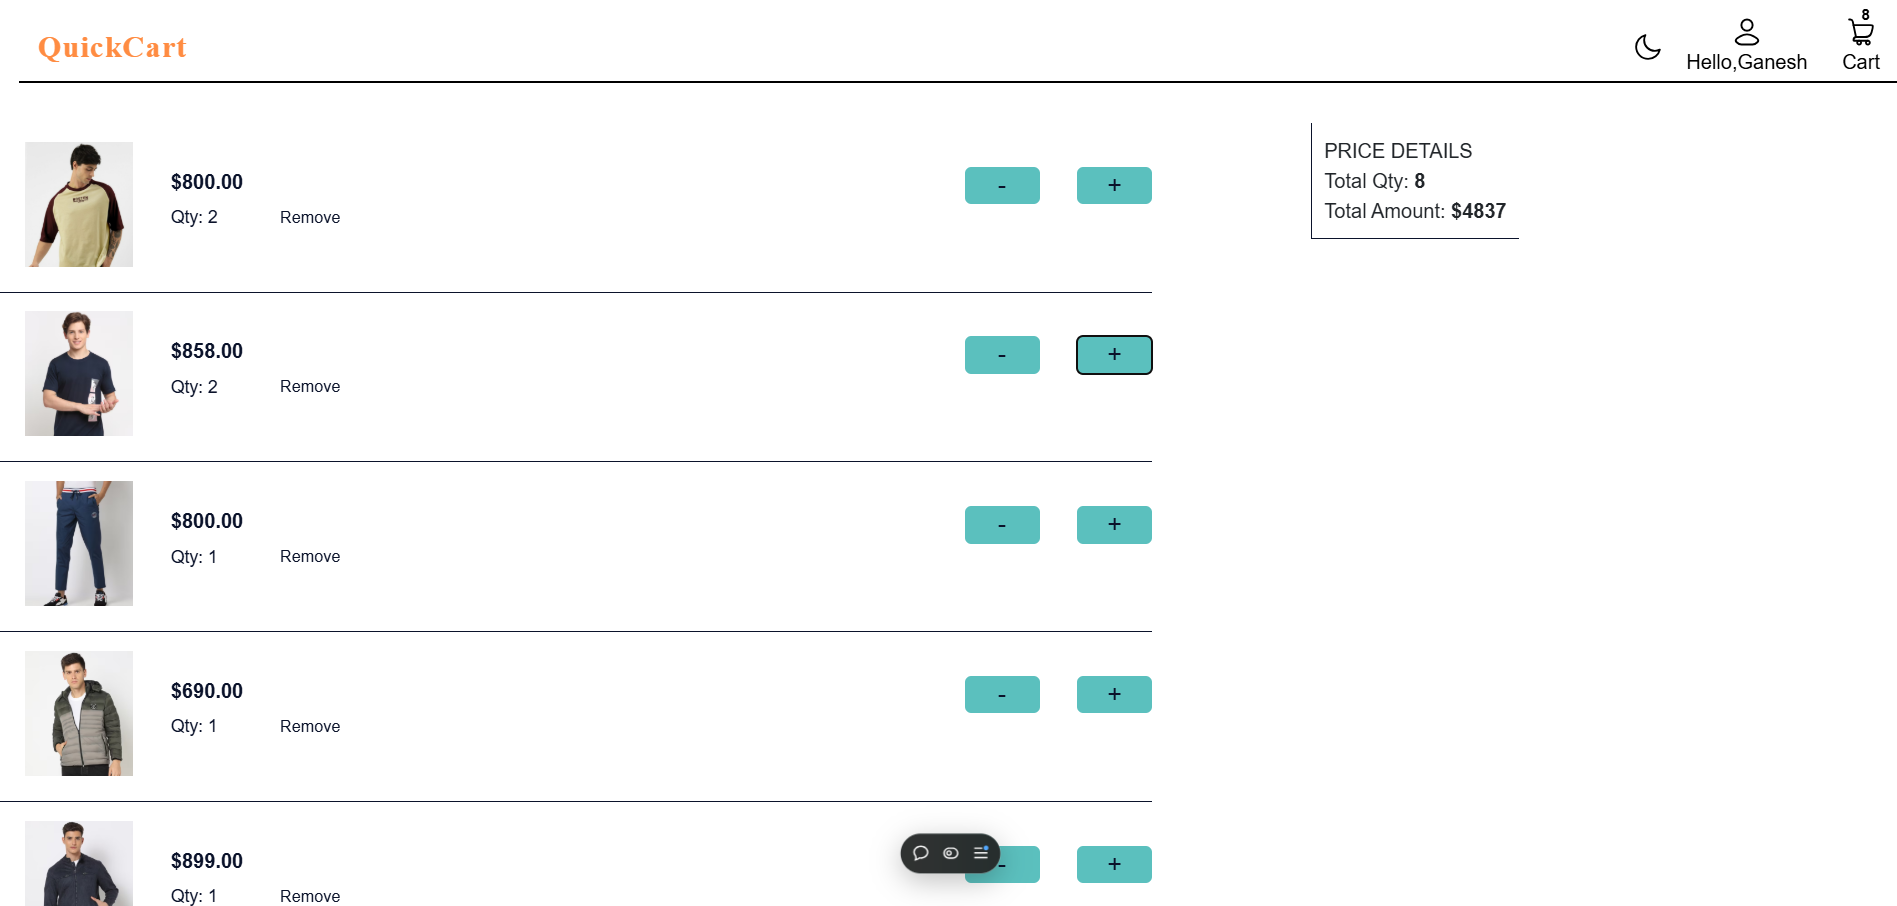 QuickCart
8
Hello,Ganesh
Cart
$800.00
Qty: 2 Remove
- +
PRICE DETAILS
Total Qty: 8
Total Amount: $4837
$858.00
Qty: 2 Remove
- +
$800.00
Qty: 1 Remove
- +
$690.00
Qty: 1 Remove
- +
$899.00
Qty: 1 Remove
- +